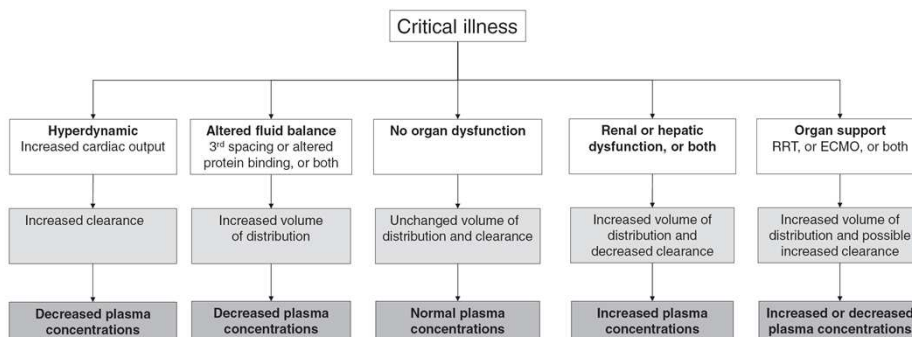 Critical illness
Hyperdynamic
Increased cardiac output
Altered fluid balance
3rd spacing or altered
protein binding, or both
No organ dysfunction
Renal or hepatic
dysfunction, or both
Organ support
RRT, or ECMO, or both
Increased clearance
Increased volume
of distribution
Unchanged volume of
distribution and clearance
Increased volume of
distribution and
decreased clearance
Increased volume of
distribution and possible
increased clearance
Decreased plasma
concentrations
Decreased plasma
concentrations
Normal plasma
concentrations
Increased plasma
concentrations
Increased or decreased
plasma concentrations